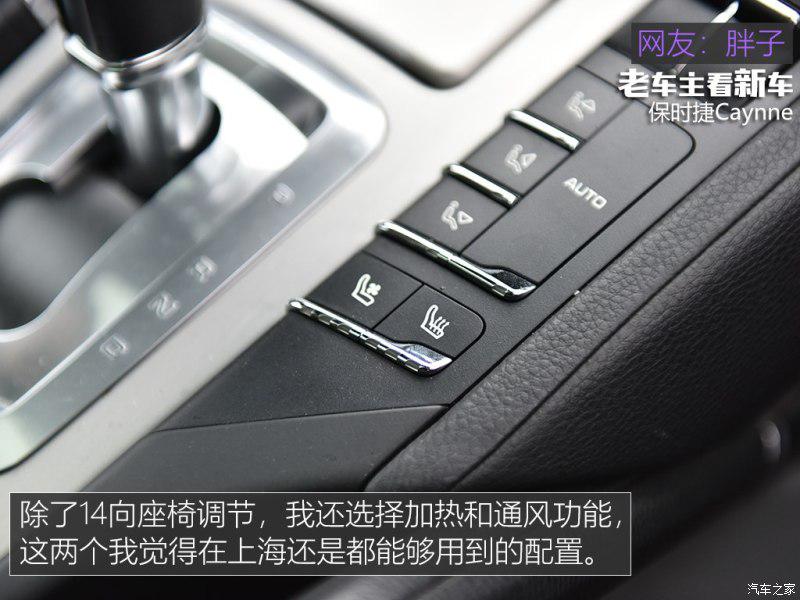 网友：胖子
老车主看新车
保时捷Caynne
AUTO
P
R
N
D
除了14向座椅调节，我还选择加热和通风功能，
这两个我觉得在上海还是都能够用到的配置。
汽车之家